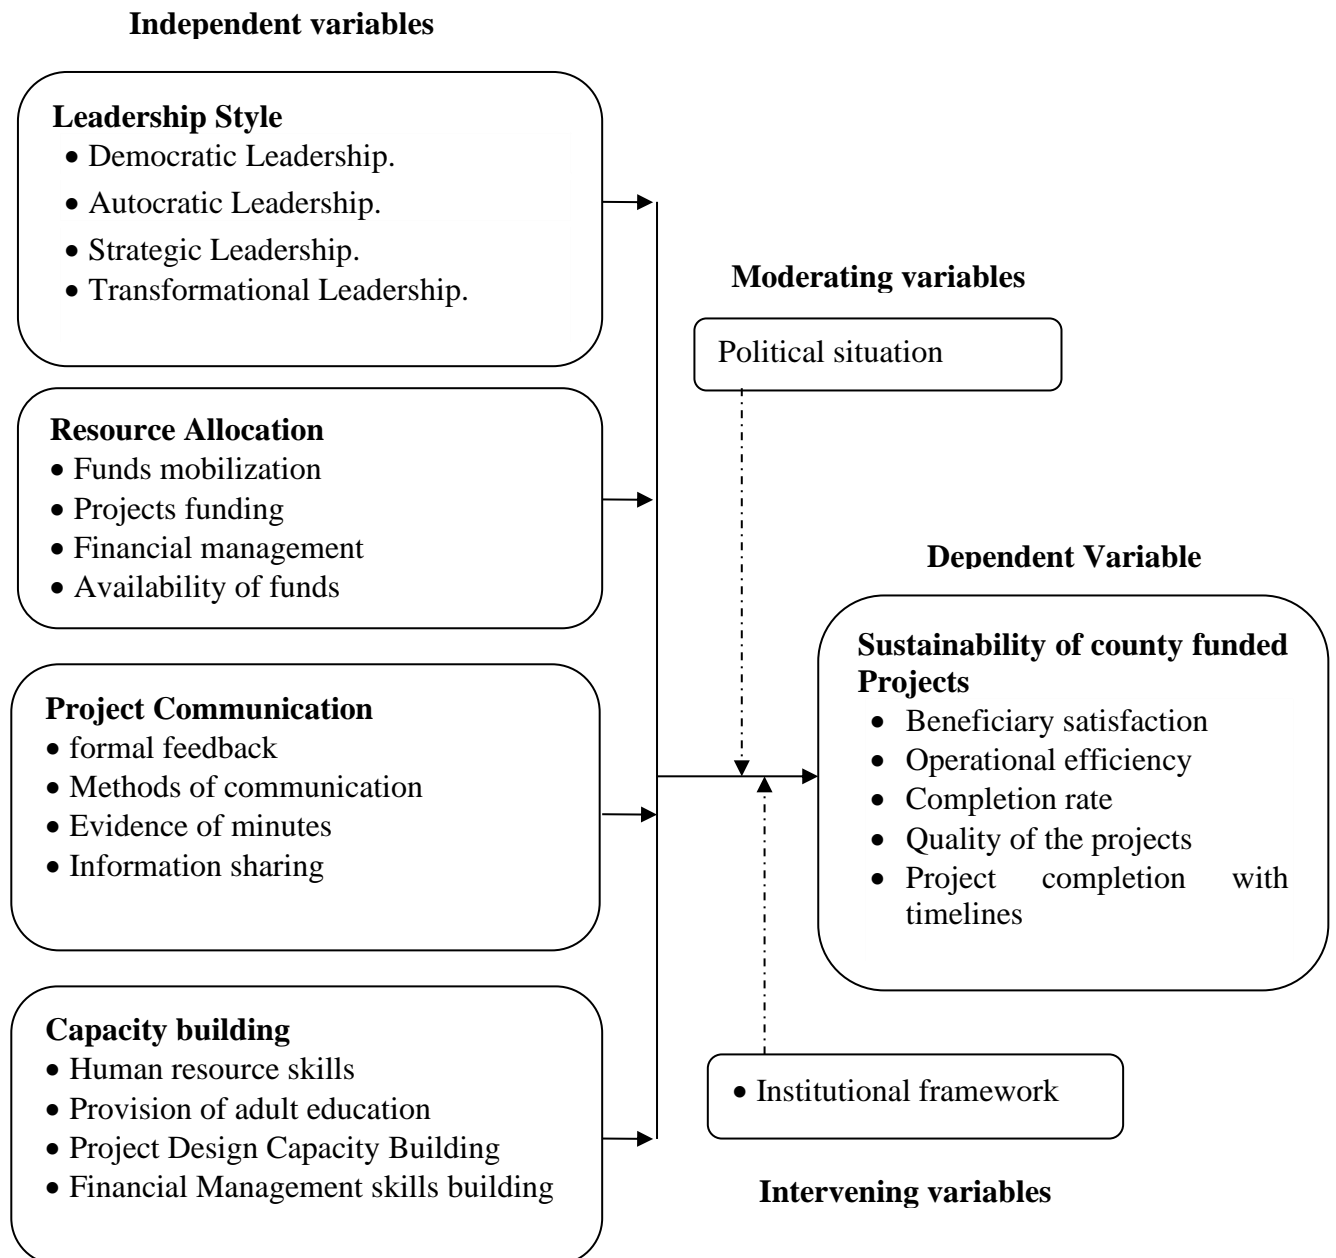 Independent variables
Leadership Style
• Democratic Leadership.
• Autocratic Leadership.
• Strategic Leadership.
• Transformational Leadership.
Resource Allocation
• Funds mobilization
• Projects funding
• Financial management
• Availability of funds
Project Communication
• formal feedback
• Methods of communication
• Evidence of minutes
• Information sharing
Capacity building
• Human resource skills
• Provision of adult education
• Project Design Capacity Building
• Financial Management skills building
Moderating variables
Political situation
Dependent Variable
Sustainability of county funded
Projects
• Beneficiary satisfaction
• Operational efficiency
• Completion rate
• Quality of the projects
• Project completion with
timelines
• Institutional framework
Intervening variables